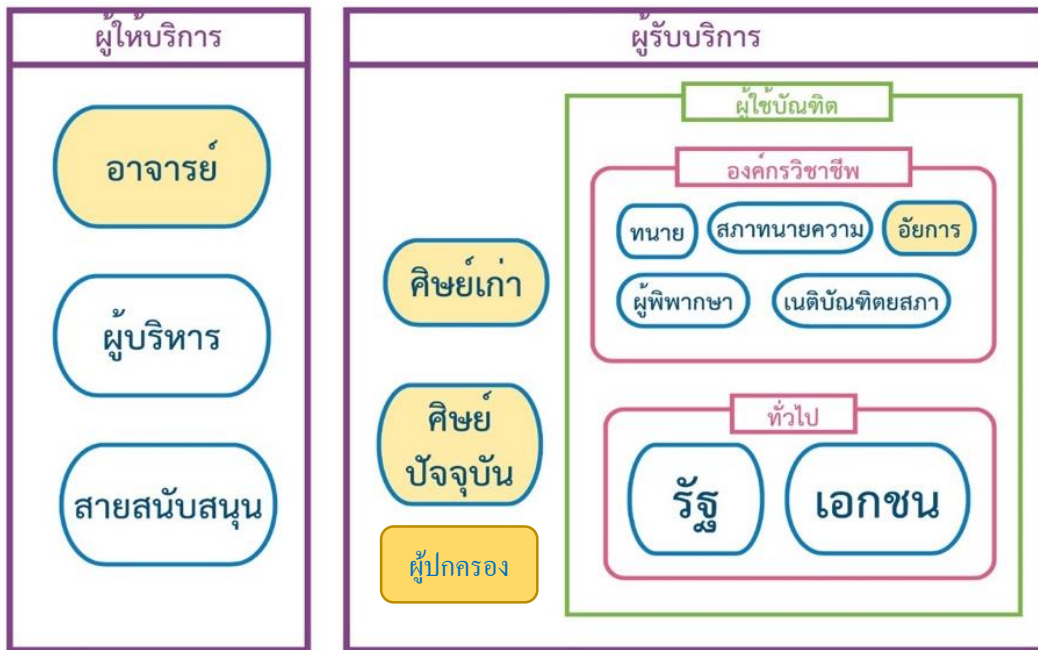 ผู้ให้บริการ
อาจารย์
ผู้บริหาร
สายสนับสนุน
ผู้รับบริการ
ศิษย์เก่า
ศิษย์
ปัจจุบัน
ผู้ปกครอง
ผู้ใช้บัณฑิต
องค์กรวิชาชีพ
ทนาย
สภาทนายความ
อัยการ
ผู้พิพากษา
เนติบัณฑิตยสภา
ทั่วไป
รัฐ
เอกชน